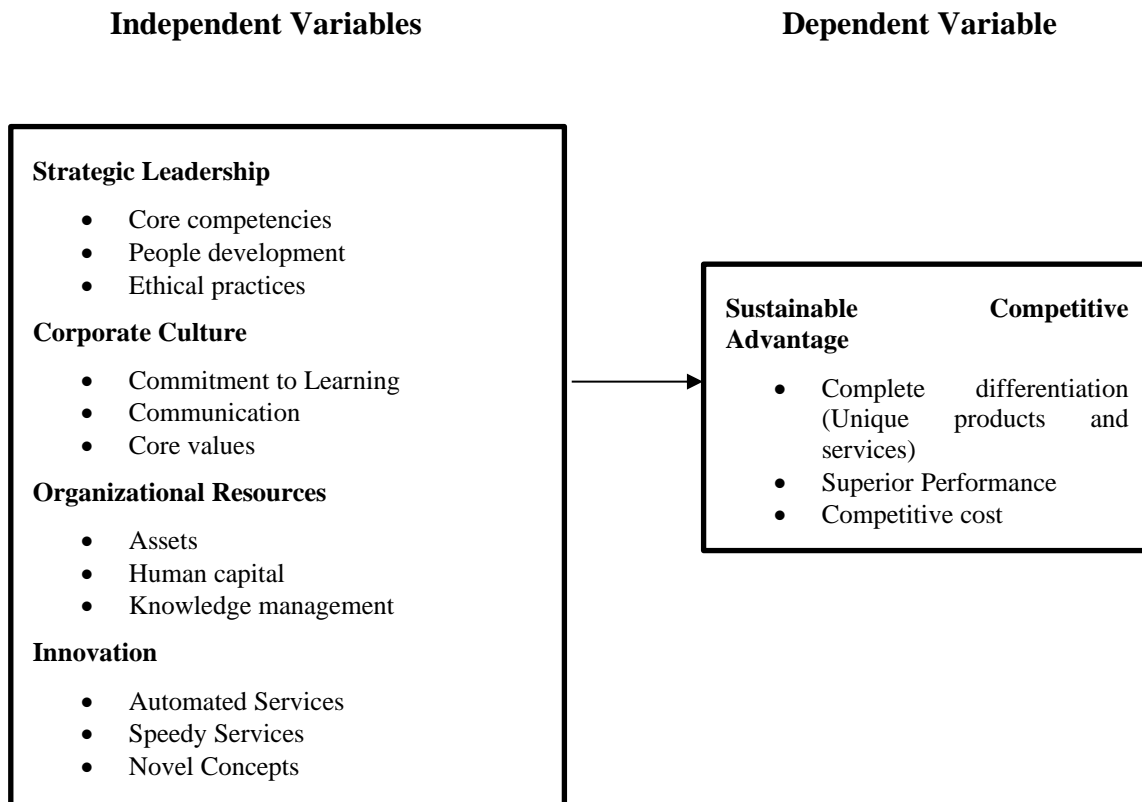 Independent Variables
Dependent Variable
Strategic Leadership
• Core competencies
• People development
• Ethical practices
Corporate Culture
• Commitment to Learning
• Communication
• Core values
Organizational Resources
• Assets
• Human capital
• Knowledge management
Innovation
• Automated Services
• Speedy Services
• Novel Concepts
Sustainable Competitive
Advantage
• Complete differentiation
(Unique products and
services)
• Superior Performance
• Competitive cost